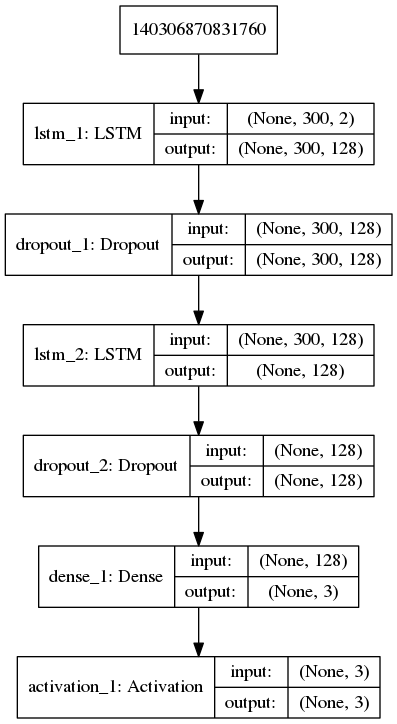 140306870831760
lstm_1: LSTM
input: (None, 300, 2)
output: (None, 300, 128)
dropout_1: Dropout
input: (None, 300, 128)
output: (None, 300, 128)
lstm_2: LSTM
input: (None, 300, 128)
output: (None, 128)
dropout_2: Dropout
input: (None, 128)
output: (None, 128)
dense_1: Dense
input: (None, 128)
output: (None, 3)
activation_1: Activation
input: (None, 3)
output: (None, 3)